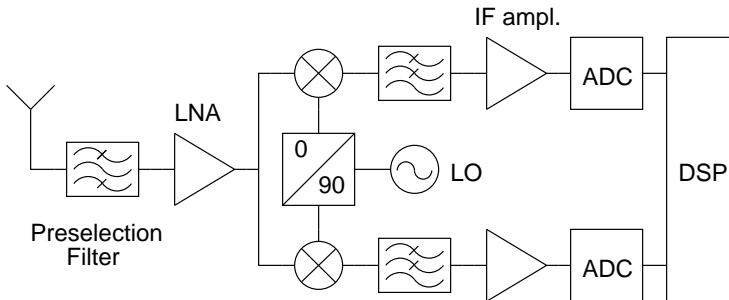 IF ampl.
ADC
LNA
0
90
LO
DSP
Preselection
Filter
ADC